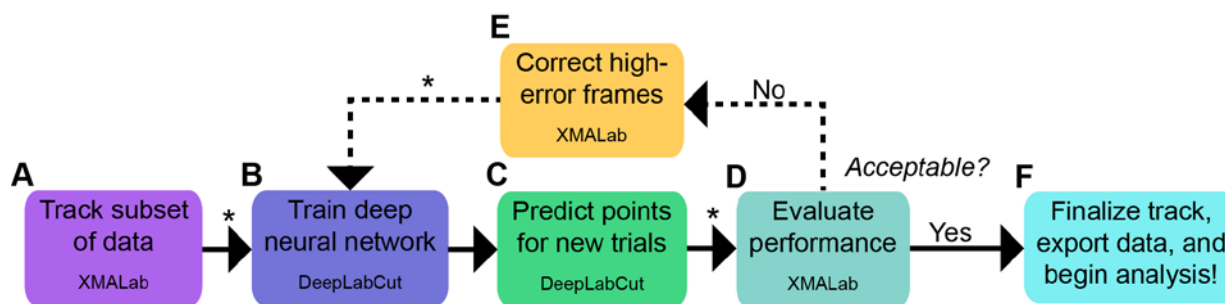 A
Track subset
of data
XMALab
*
B
Train deep
neural network
DeepLabCut
C
Predict points
for new trials
DeepLabCut
*
D
Evaluate
performance
XMALab
Acceptable?
No
E
Correct high-
error frames
XMALab
*
Yes
F
Finalize track,
export data, and
begin analysis!